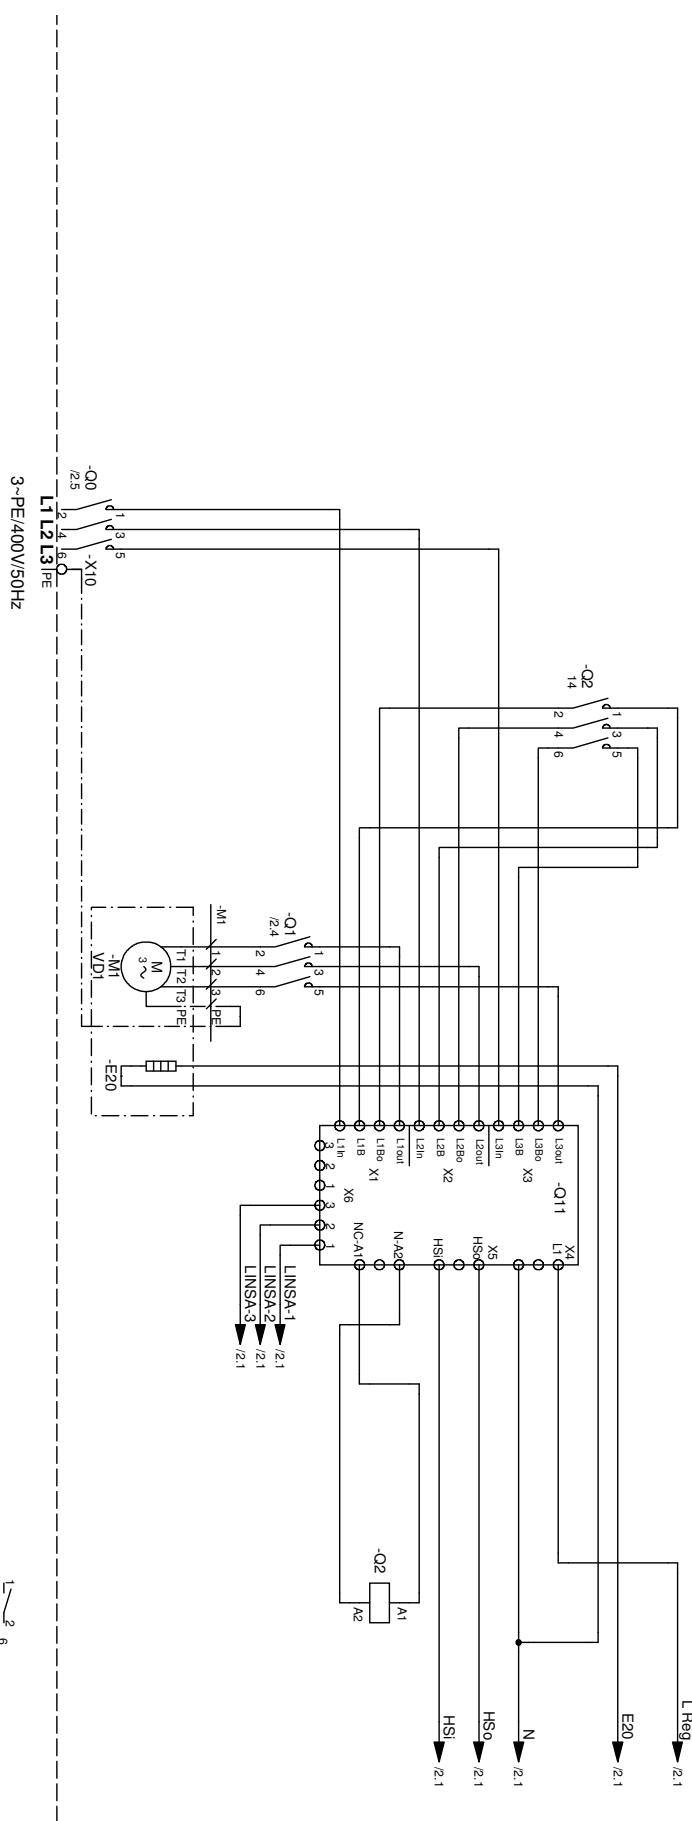 -Q0
/2.5
1
3
5
2
4
6
-X10
L1 L2 L3
PE
3~PE/400V/50Hz
-Q2
14
1
3
5
2
4
6
-Q1
/2.4
1
3
5
2
4
6
-M1
1
2
3
PE
T1
T2
T3
PE
M
3
-M1
VD1
-E20
L1In
L1B
L1Bo
L1out
L2In
L2B
L2Bo
L2out
L3In
L3B
L3Bo
L3out
X1
X2
X3
-Q11
3
2
1
3
2
1
X6
NC-A1
N-A2
HSi
HSo
X5
L1
X4
LINSA-1
/2.1
LINSA-2
/2.1
LINSA-3
/2.1
-Q2
A1
A2
L Reg
/2.1
E20
/2.1
N
/2.1
HSo
/2.1
HSi
/2.1
1
2
6